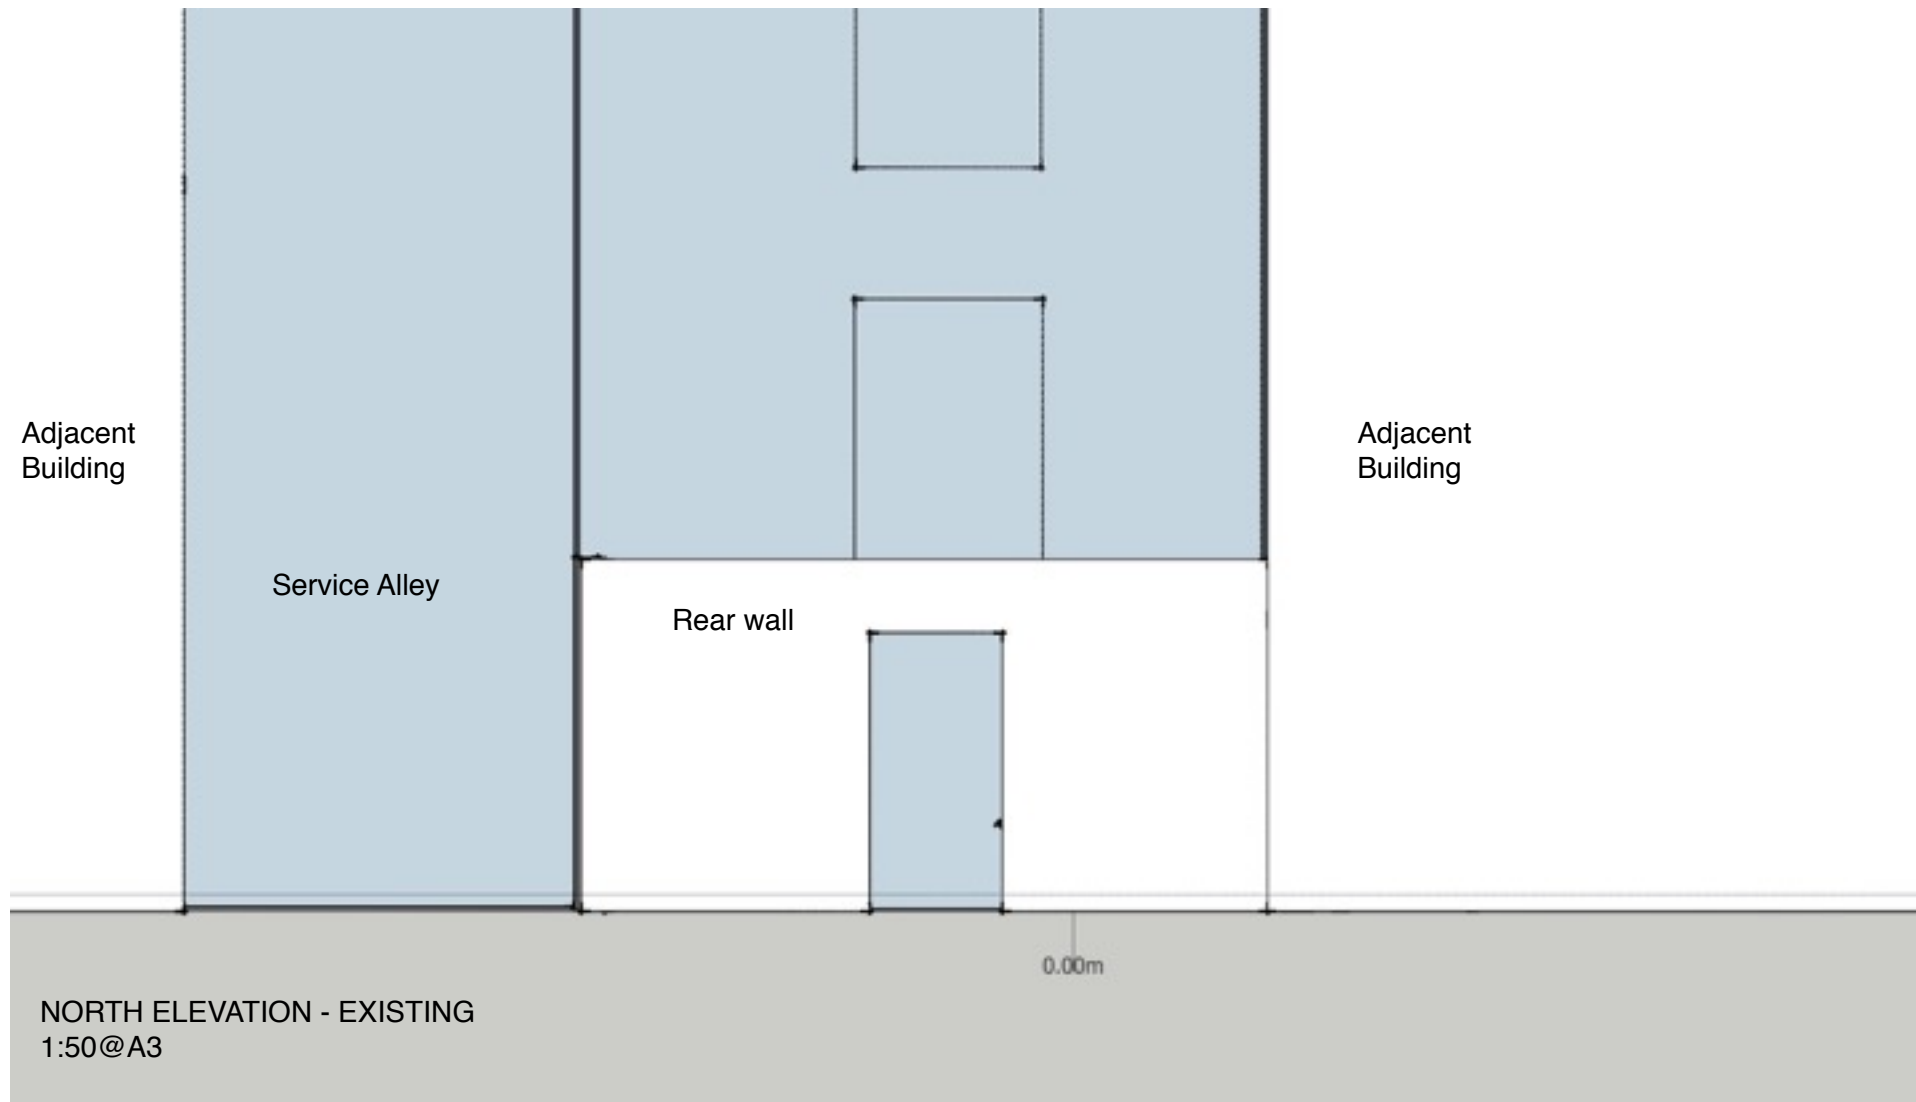 Adjacent
Building
Adjacent
Building
Service Alley
Rear wall
0.00m
NORTH ELEVATION - EXISTING
1:50@A3